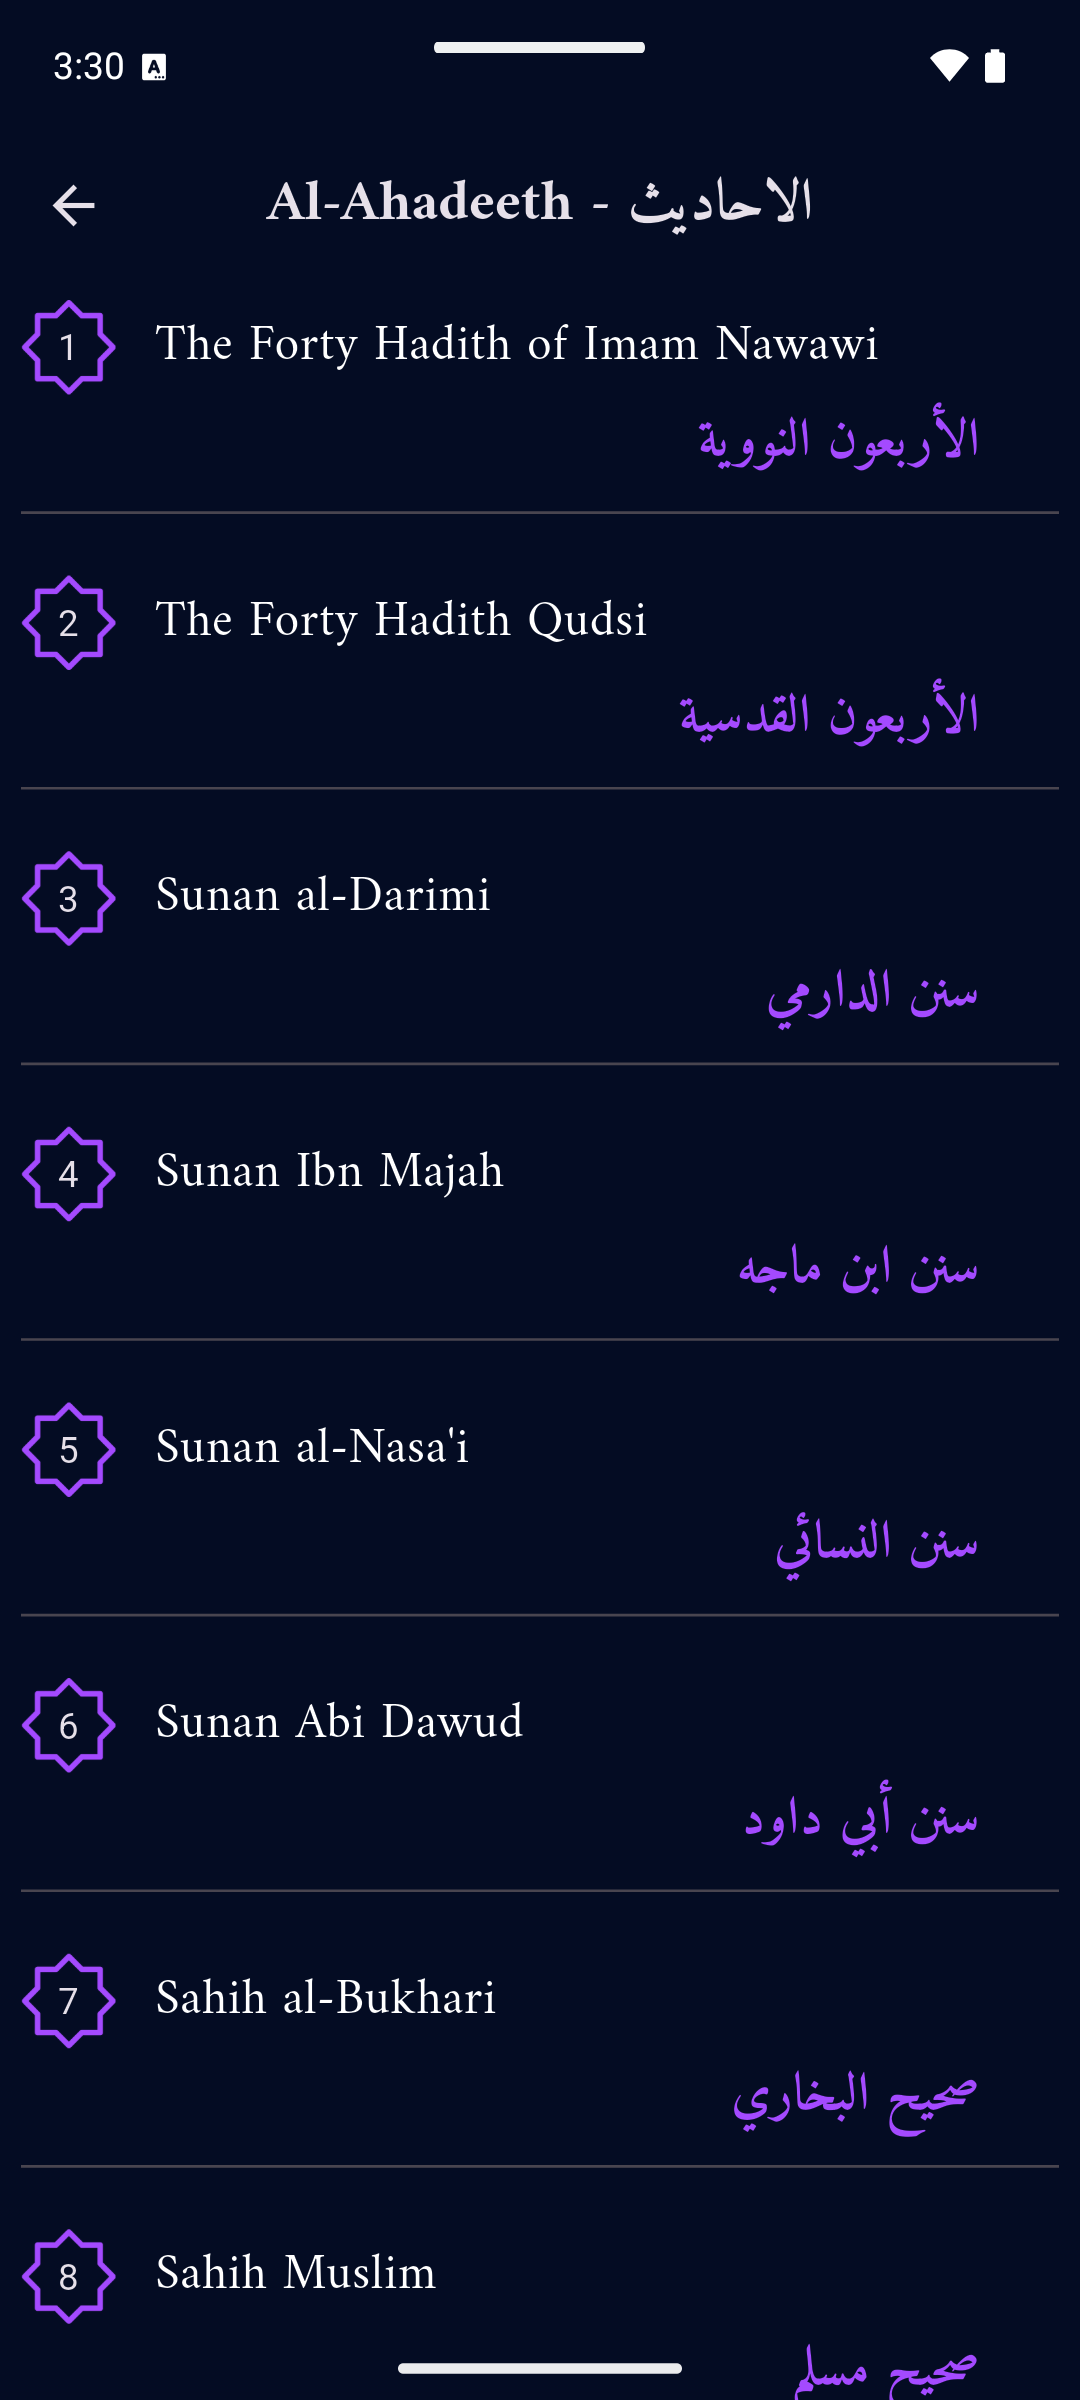 3:30
Al-Ahadeeth - الاحاديث
1 The Forty Hadith of Imam Nawawi
الأربعون النووية
2 The Forty Hadith Qudsi
الأربعون القدسية
3 Sunan al-Darimi
سنن الدارمي
4 Sunan Ibn Majah
سنن ابن ماجه
5 Sunan al-Nasa'i
سنن النسائي
6 Sunan Abi Dawud
سنن أبي داود
7 Sahih al-Bukhari
صحيح البخاري
8 Sahih Muslim
صحيح مسلم